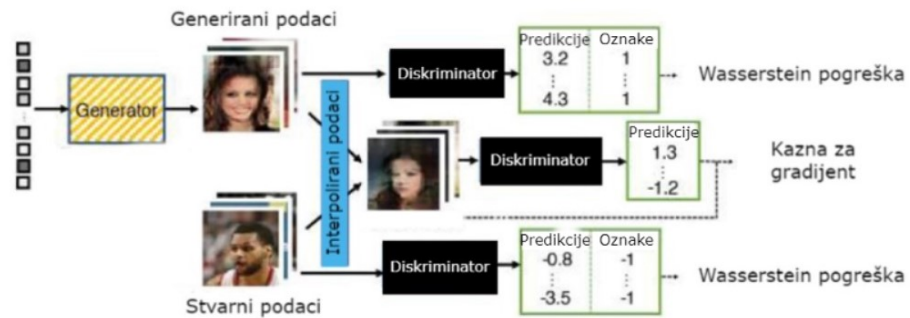 Generirani podaci
Generator
Diskriminator
Predikcije Oznake
3.2 1
4.3 1
Wasserstein pogreška
Interpolirani podaci
Diskriminator
Predikcije
1.3
-1.2
Kazna za
gradijent
Stvarni podaci
Diskriminator
Predikcije Oznake
-0.8 -1
-3.5 -1
Wasserstein pogreška